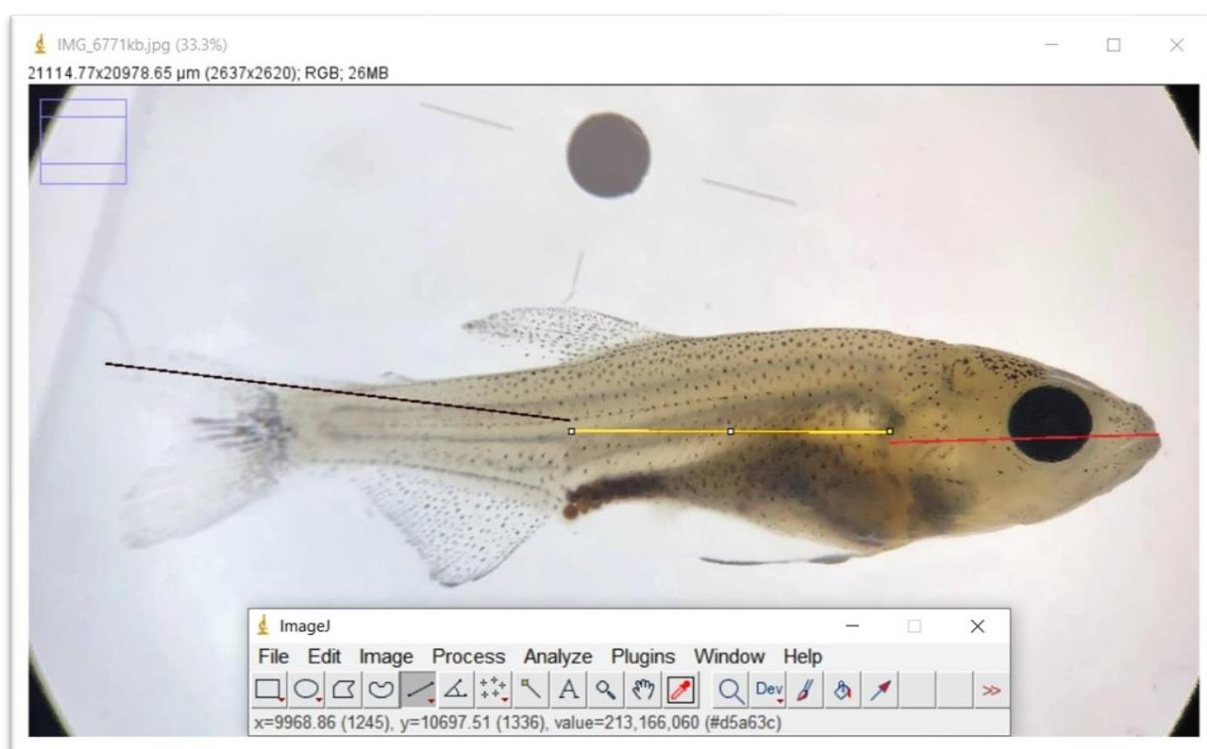 IMG_6771kb.jpg (33.3%)
21114.77x20978.65 µm (2637x2620); RGB; 26MB
ImageJ
File Edit Image Process Analyze Plugins Window Help
A Dev >>
x=9968.86 (1245), y=10697.51 (1336), value=213,166,060 (#d5a63c)